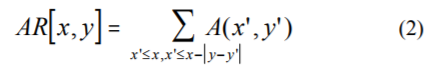 AR[x, y] = ∑ A(x', y') (2)
x'≤x,x'≤x−|y−y'|